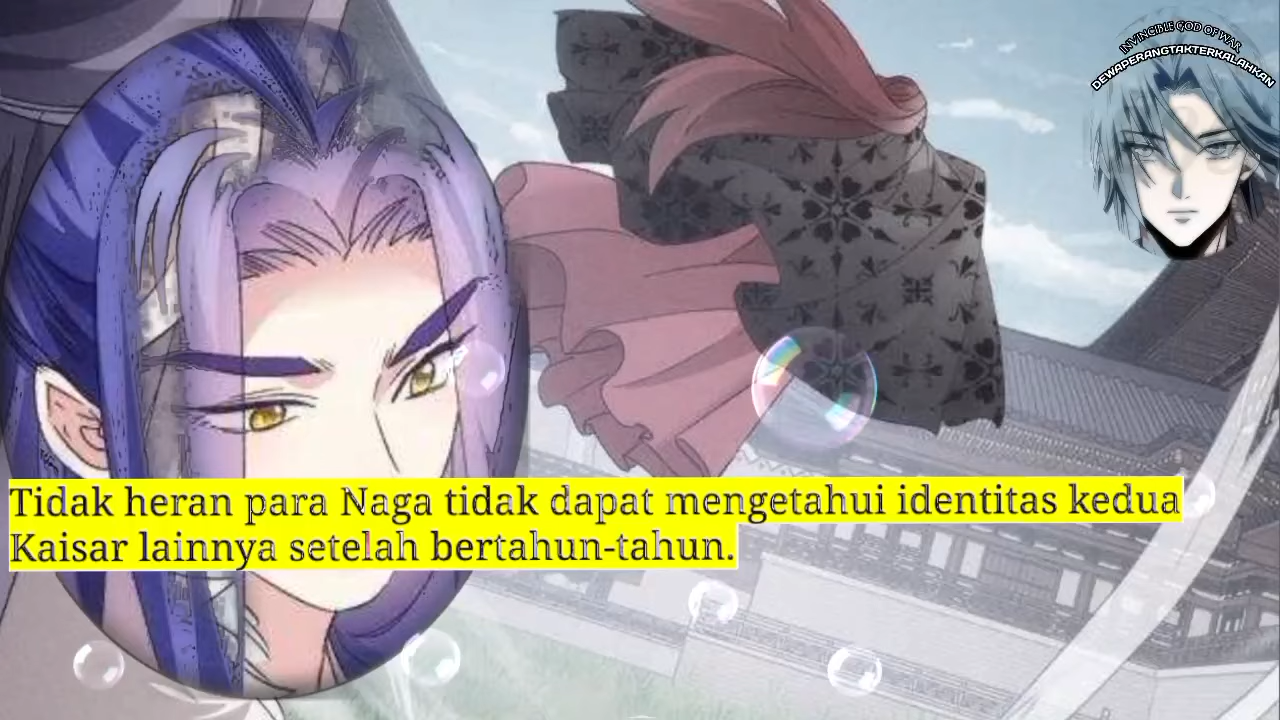 INVINCIBLE GOD OF WAR
DEWAPERANGTAKTERKALAHKAN
Tidak heran para Naga tidak dapat mengetahui identitas kedua
Kaisar lainnya setelah bertahun-tahun.